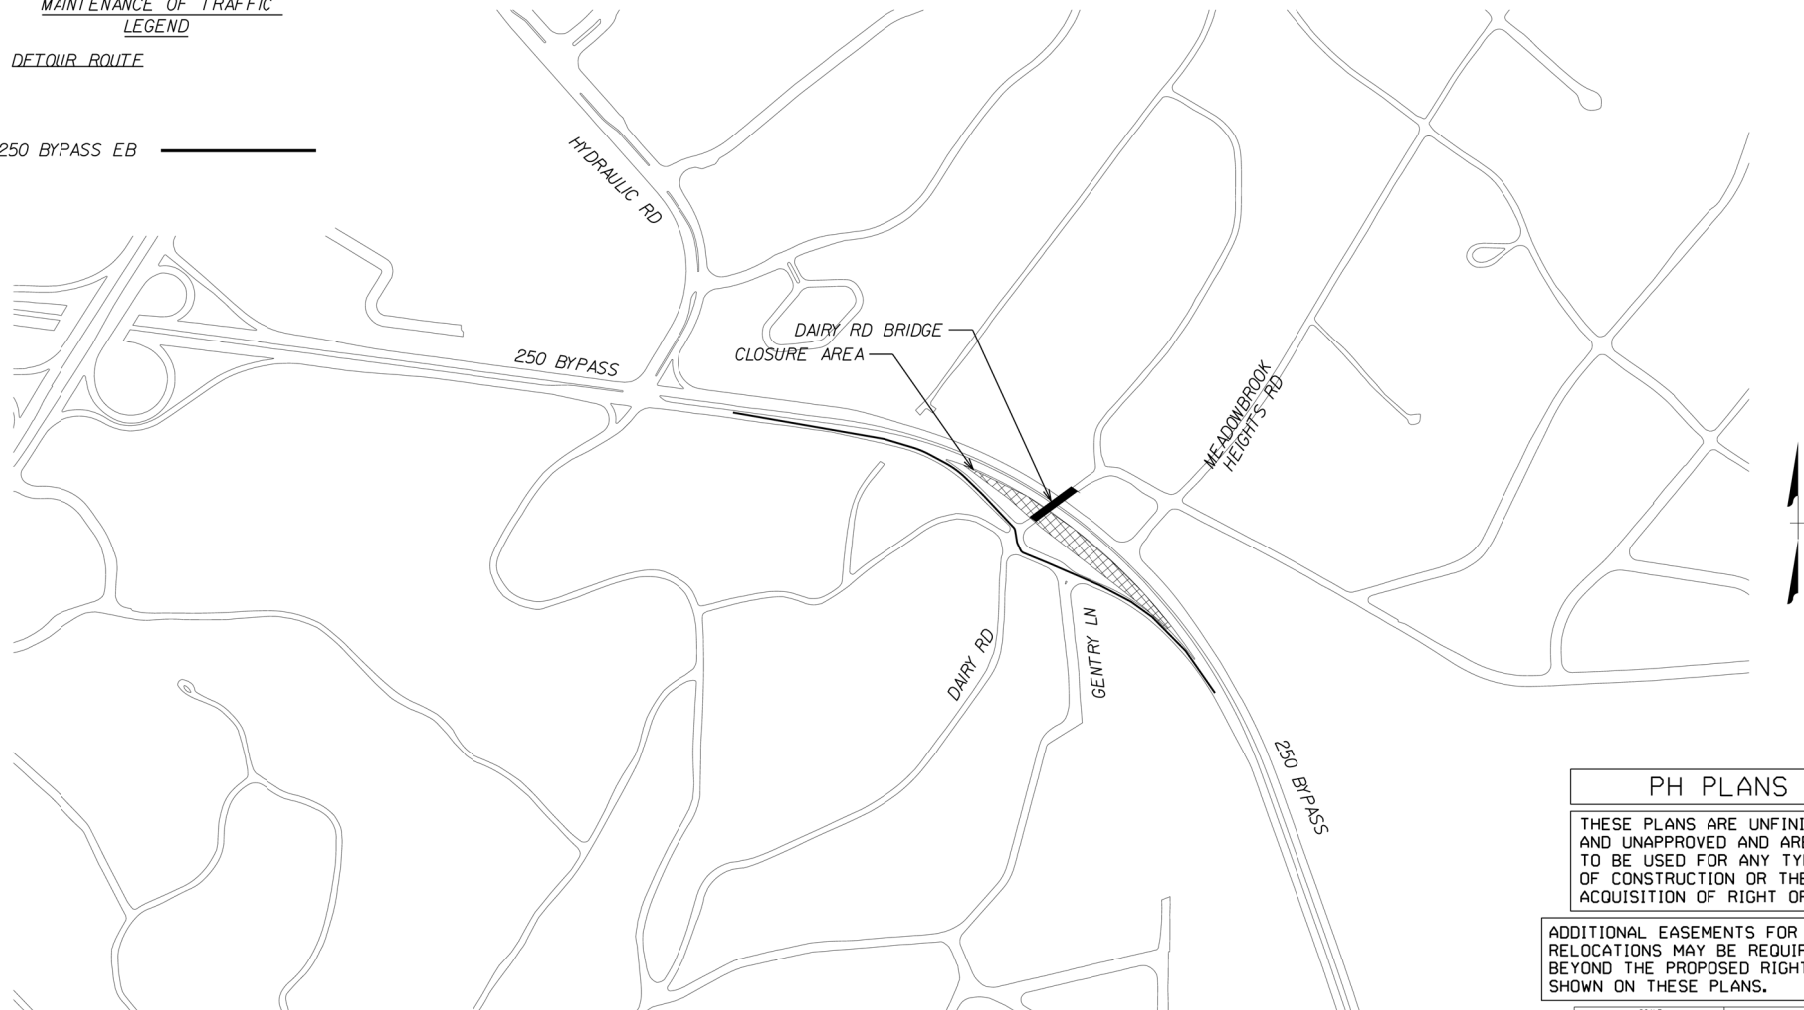 MAINTENANCE OF TRAFFIC
LEGEND
DETOUR ROUTE
250 BYPASS EB
HYDRAULIC RD
250 BYPASS
DAIRY RD BRIDGE
CLOSURE AREA
MEADOWBROOK
HEIGHTS RD
DAIRY RD
GENTRY LN
250 BYPASS
PH PLANS
THESE PLANS ARE UNFINI
AND UNAPPROVED AND ARE
TO BE USED FOR ANY TY
OF CONSTRUCTION OR THE
ACQUISITION OF RIGHT OF
ADDITIONAL EASEMENTS FOR
RELOCATIONS MAY BE REQUIR
BEYOND THE PROPOSED RIGHT
SHOWN ON THESE PLANS.